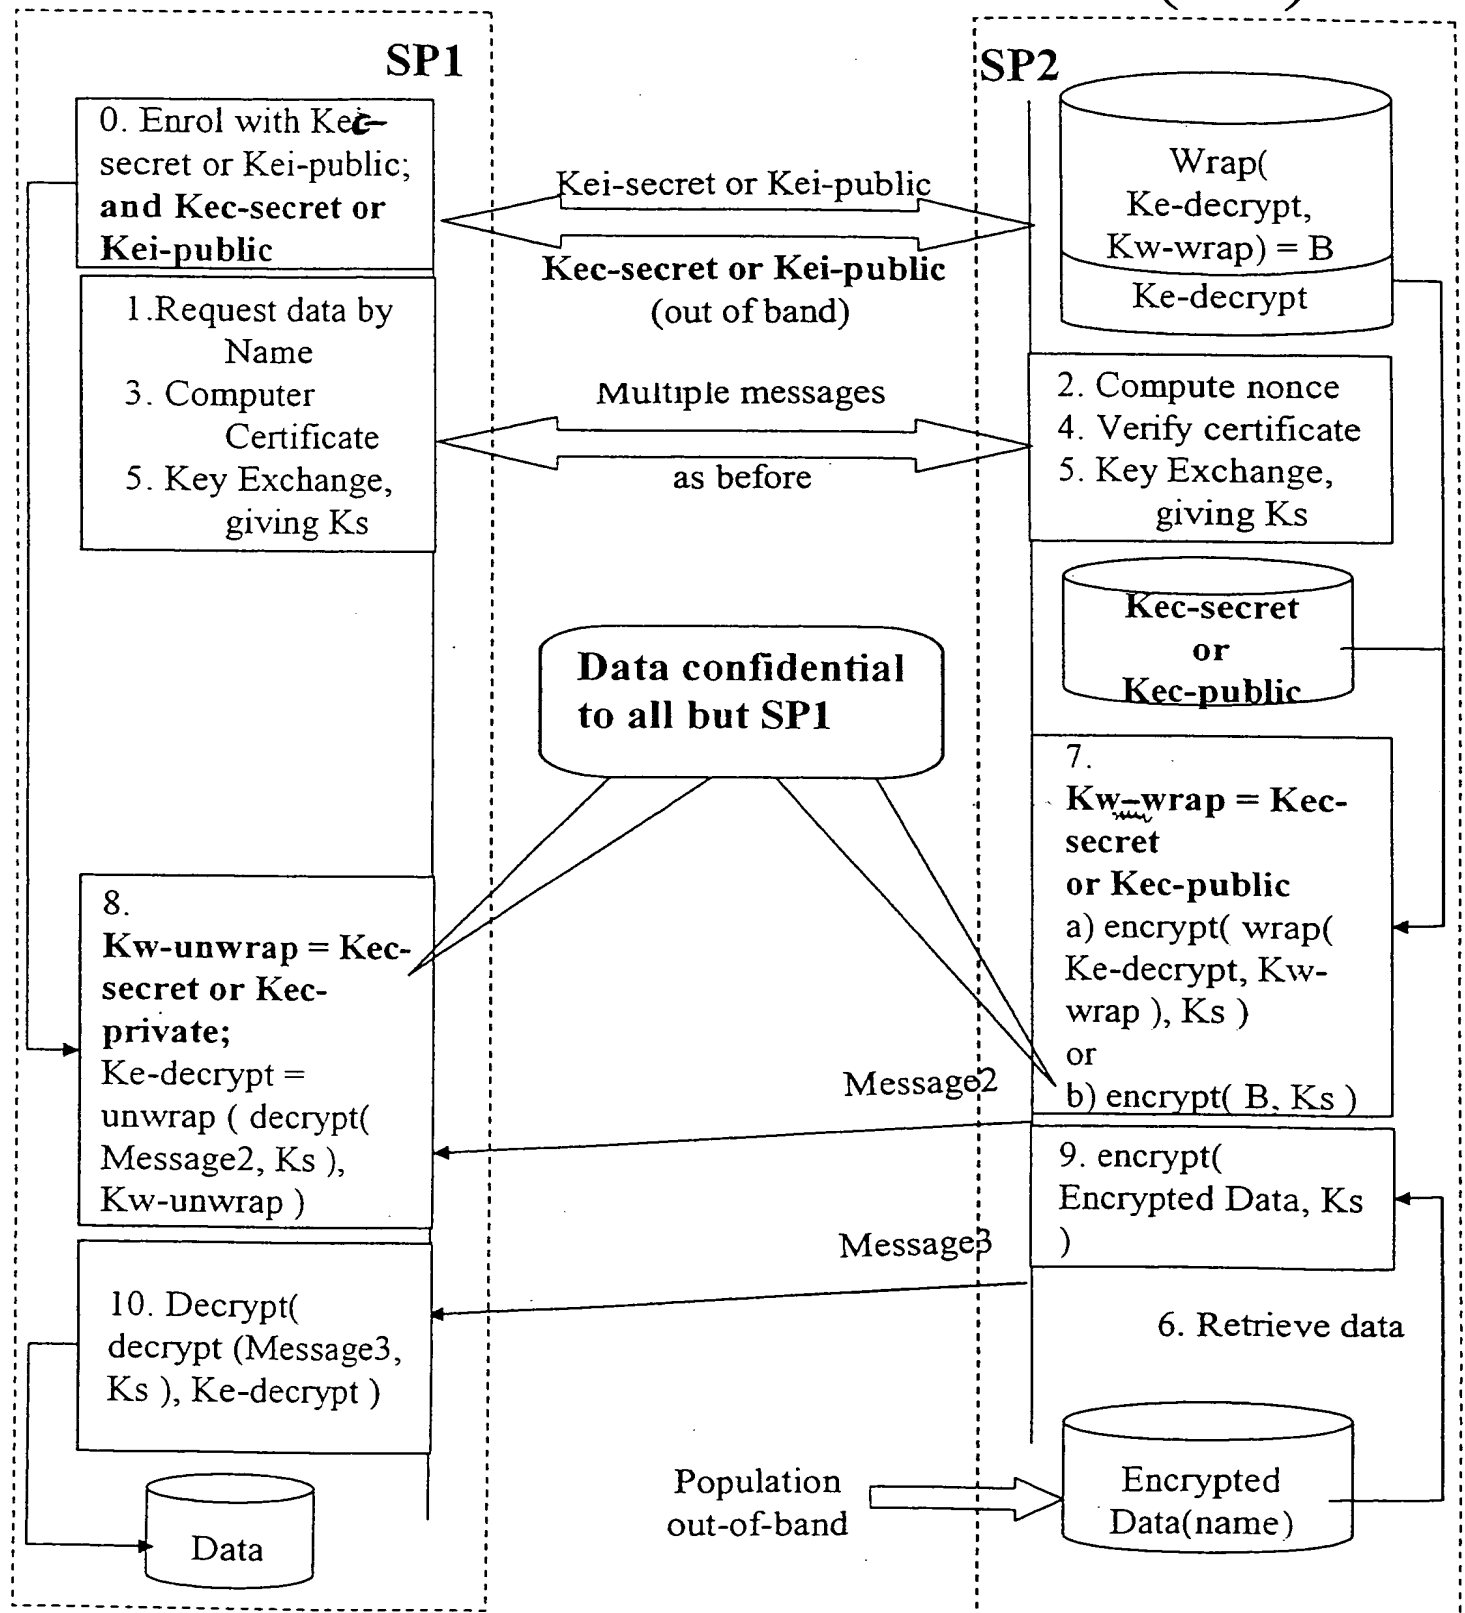 SP1
0. Enrol with Kec-
secret or Kei-public;
and Kec-secret or
Kei-public
1.Request data by
Name
3. Computer
Certificate
5. Key Exchange,
giving Ks
8.
Kw-unwrap = Kec-
secret or Kec-
private;
Ke-decrypt =
unwrap ( decrypt(
Message2, Ks ),
Kw-unwrap )
10. Decrypt(
decrypt (Message3,
Ks ), Ke-decrypt )
Data
Kei-secret or Kei-public
Kec-secret or Kei-public
(out of band)
Multiple messages
as before
Data confidential
to all but SP1
Message2
Message3
Population
out-of-band
SP2
Wrap(
Ke-decrypt,
Kw-wrap) = B
Ke-decrypt
2. Compute nonce
4. Verify certificate
5. Key Exchange,
giving Ks
Kec-secret
or
Kec-public
7.
Kw-wrap = Kec-
secret
or Kec-public
a) encrypt( wrap(
Ke-decrypt, Kw-
wrap ), Ks )
or
b) encrypt( B, Ks )
9. encrypt(
Encrypted Data, Ks
)
6. Retrieve data
Encrypted
Data(name)